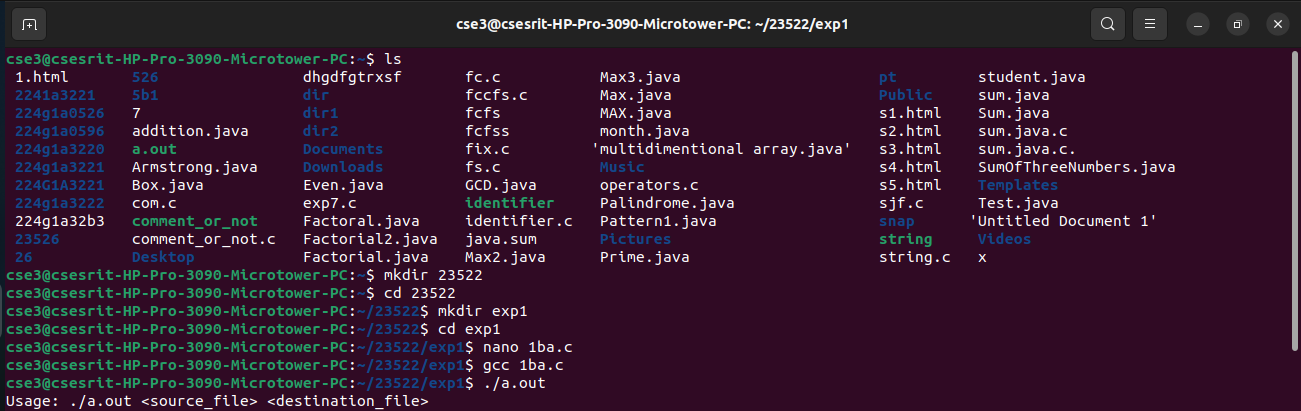 cse3@csesrit-HP-Pro-3090-Microtower-PC: ~/23522/exp1
cse3@csesrit-HP-Pro-3090-Microtower-PC:~$ ls
1.html 526 dhgdfgtrxsf fc.c Max3.java pt student.java
2241a3221 5b1 dir fccfs.c Max.java Public sum.java
224g1a0526 7 dir1 fcfs MAX.java s1.html Sum.java
224g1a0596 addition.java dir2 fcfss month.java s2.html sum.java.c
224g1a3220 a.out Documents fix.c 'multidimentional array.java' s3.html sum.java.c.
224g1a3221 Armstrong.java Downloads fs.c Music s4.html SumOfThreeNumbers.java
224G1A3221 Box.java Even.java GCD.java operators.c s5.html Templates
224g1a3222 com.c exp7.c identifier Palindrome.java sjf.c Test.java
224g1a32b3 comment_or_not Factoral.java identifier.c Pattern1.java snap 'Untitled Document 1'
23526 comment_or_not.c Factorial2.java java.sum Pictures string Videos
26 Desktop Factorial.java Max2.java Prime.java string.c x
cse3@csesrit-HP-Pro-3090-Microtower-PC:~$ mkdir 23522
cse3@csesrit-HP-Pro-3090-Microtower-PC:~$ cd 23522
cse3@csesrit-HP-Pro-3090-Microtower-PC:~/23522$ mkdir exp1
cse3@csesrit-HP-Pro-3090-Microtower-PC:~/23522$ cd exp1
cse3@csesrit-HP-Pro-3090-Microtower-PC:~/23522/exp1$ nano 1ba.c
cse3@csesrit-HP-Pro-3090-Microtower-PC:~/23522/exp1$ gcc 1ba.c
cse3@csesrit-HP-Pro-3090-Microtower-PC:~/23522/exp1$ ./a.out
Usage: ./a.out <source_file> <destination_file>